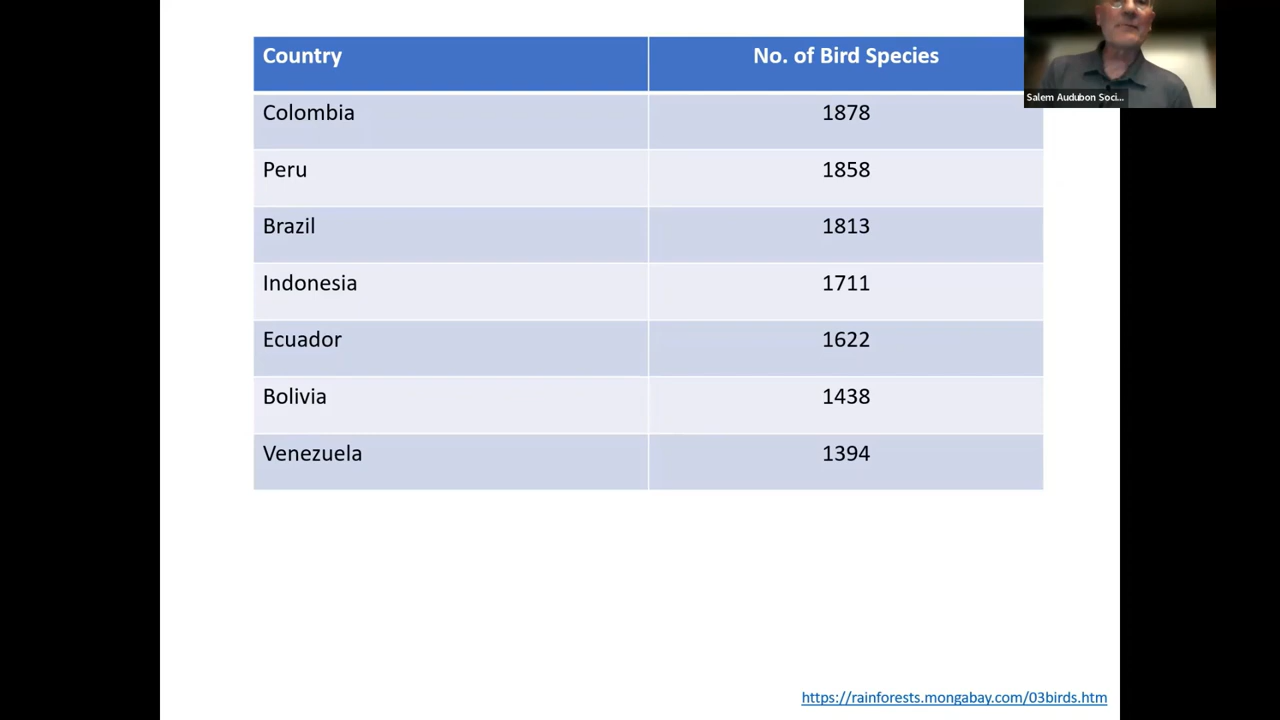 Country No. of Bird Species
Salem Audubon Soci...
Colombia 1878
Peru 1858
Brazil 1813
Indonesia 1711
Ecuador 1622
Bolivia 1438
Venezuela 1394
https://rainforests.mongabay.com/03birds.htm